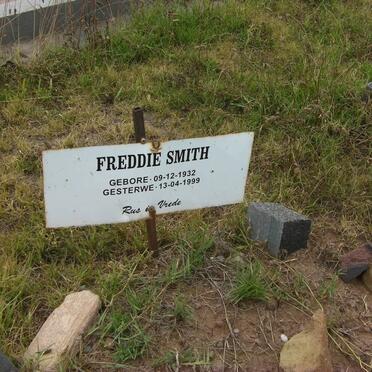 FREDDIE SMITH
GEBORE · 09-12-1932
GESTERWE · 13-04-1999
Rus in Vrede